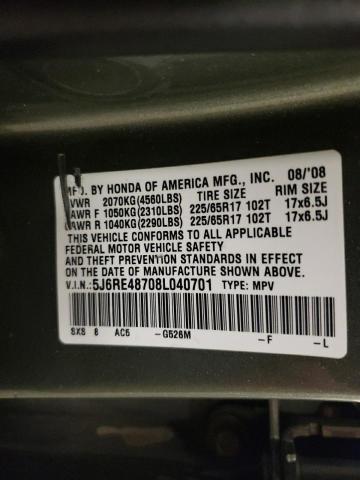 MF'D. BY HONDA OF AMERICA MFG., INC. 08/'08
GVWR 2070KG(4560LBS) TIRE SIZE RIM SIZE
GAWR F 1050KG(2310LBS) 225/65R17 102T 17x6.5J
GAWR R 1040KG(2290LBS) 225/65R17 102T 17x6.5J
THIS VEHICLE CONFORMS TO ALL APPLICABLE
FEDERAL MOTOR VEHICLE SAFETY
AND THEFT PREVENTION STANDARDS IN EFFECT
ON THE DATE OF MANUFACTURE SHOWN ABOVE.
V.I.N.: 5J6RE48708L040701 TYPE: MPV
SXS 6 AC5 -G526M -F -L